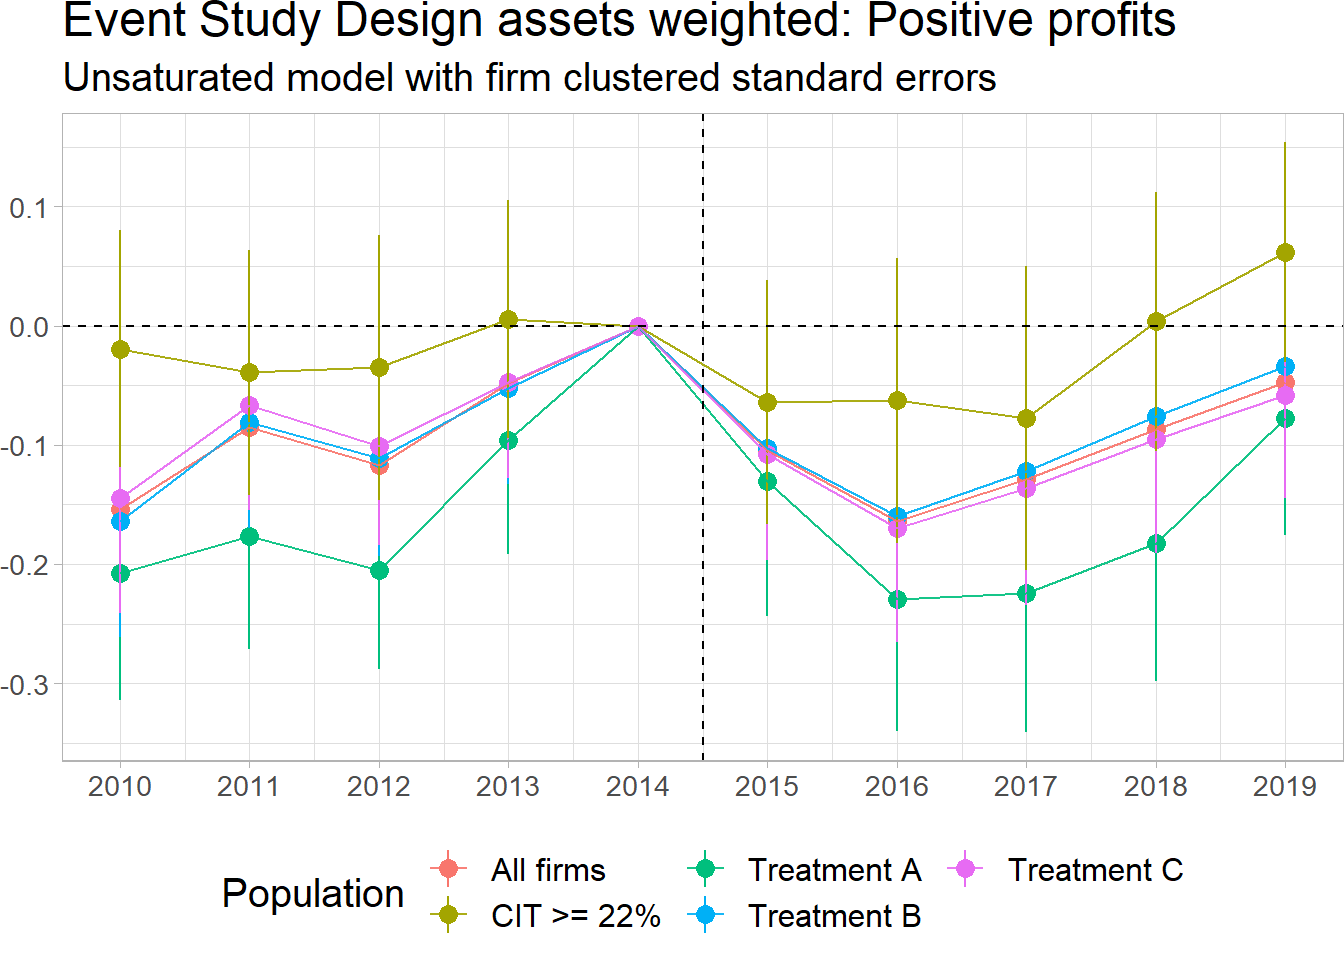 Event Study Design assets weighted: Positive profits
Unsaturated model with firm clustered standard errors
0.1
0.0
-0.1
-0.2
-0.3
2010 2011 2012 2013 2014 2015 2016 2017 2018 2019
Population
All firms
CIT >= 22%
Treatment A
Treatment B
Treatment C